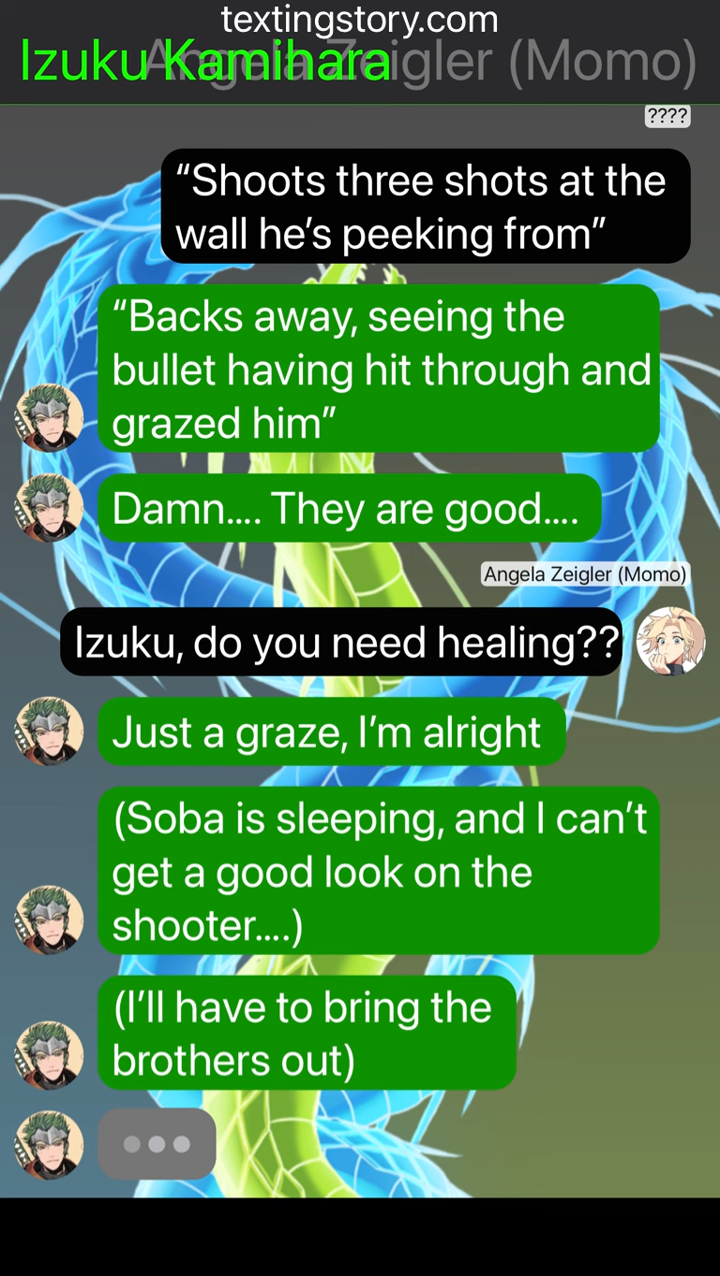 textingstory.com
Izuku Kamihara
Angela Zeigler (Momo)
????
“Shoots three shots at the
wall he’s peeking from”
“Backs away, seeing the
bullet having hit through and
grazed him”
Damn.... They are good....
Angela Zeigler (Momo)
Izuku, do you need healing??
Just a graze, I’m alright
(Soba is sleeping, and I can’t
get a good look on the
shooter....)
(I’ll have to bring the
brothers out)